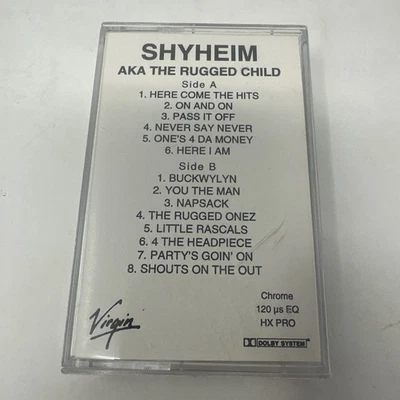 SHYHEIM
AKA THE RUGGED CHILD
Side A
1. HERE COME THE HITS
2. ON AND ON
3. PASS IT OFF
4. NEVER SAY NEVER
5. ONE'S 4 DA MONEY
6. HERE I AM
Side B
1. BUCKWYLYN
2. YOU THE MAN
3. NAPSACK
4. THE RUGGED ONEZ
5. LITTLE RASCALS
6. 4 THE HEADPIECE
7. PARTY'S GOIN' ON
8. SHOUTS ON THE OUT
Virgin
Chrome
120 µs EQ
HX PRO
DOLBY SYSTEM